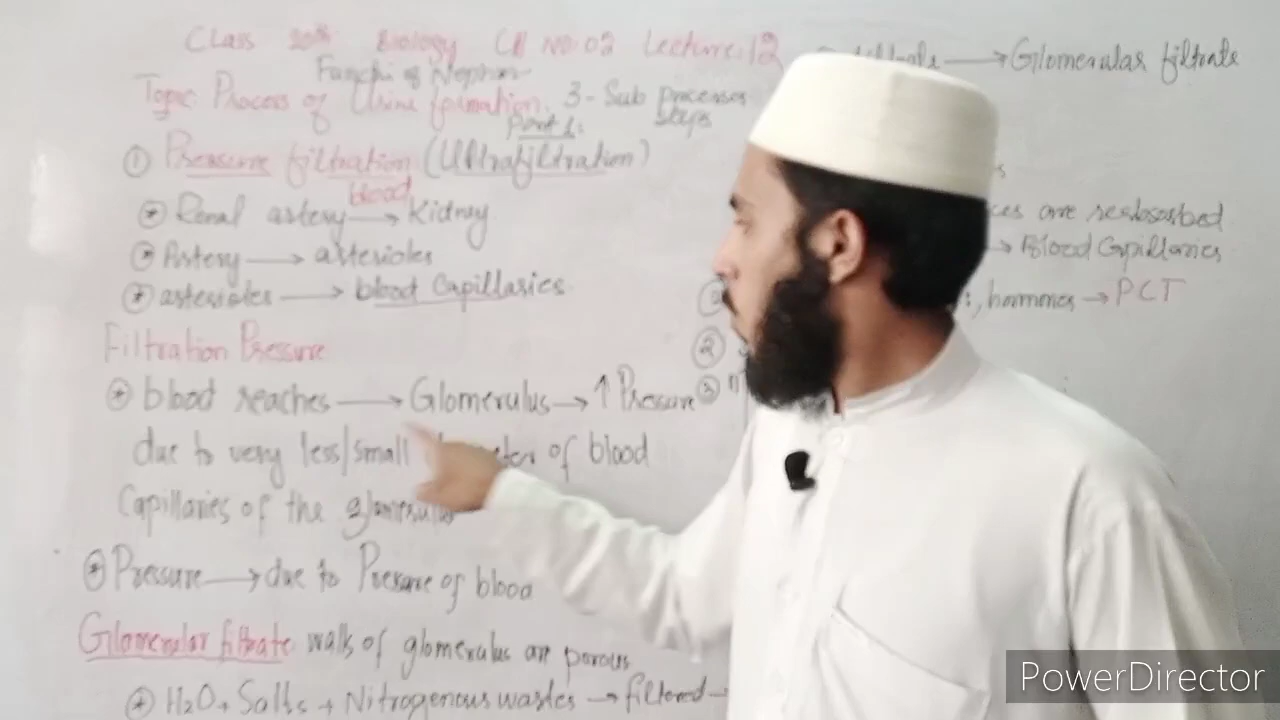 Class 10th Biology Ch No:02 Lecture:12
Functi of Nephron
Topic Process of Urine formation. 3 - Sub processes
Steps
Part 1:
① Pressure filtration (Ultrafiltration)
blood
Renal artery → Kidney
Artery → arterioles
arterioles → blood Capillaries
Filtration Pressure
blood reaches → Glomerulus → ↑ Pressure
due to very less/small of blood
Capillaries of the glomerulus
Pressure → due to Pressure of blood
Glomerular filtrate walls of glomerulus are porous
H₂O + Salts + Nitrogenous wastes → filtered →
→ Glomerular filtrate
are reabsorbed
→ Blood Capillaries
, hormones → PCT
②
③
PowerDirector